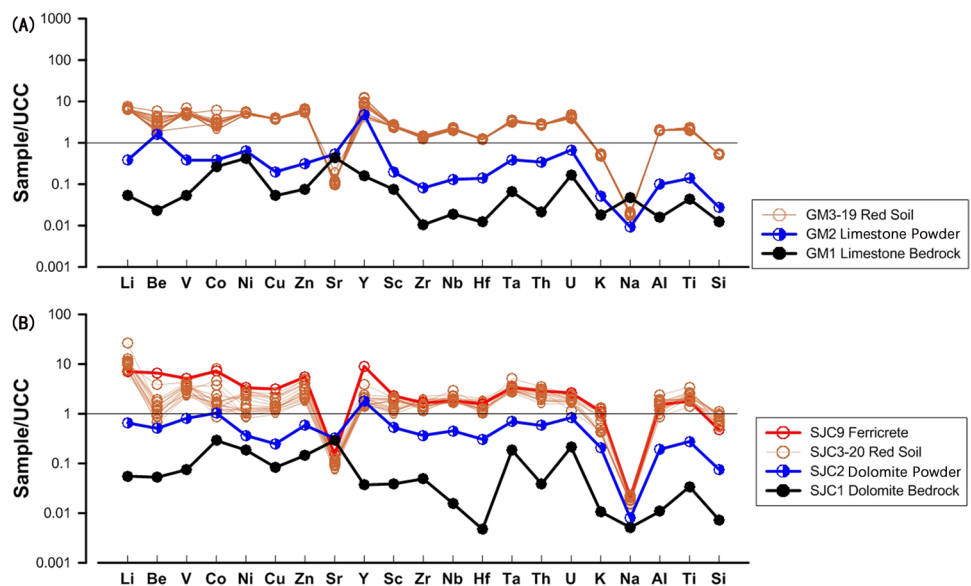 (A)
1000
100
10
1
0.1
0.01
0.001
Sample/UCC
Li Be V Co Ni Cu Zn Sr Y Sc Zr Nb Hf Ta Th U K Na Al Ti Si
GM3-19 Red Soil
GM2 Limestone Powder
GM1 Limestone Bedrock
(B)
100
10
1
0.1
0.01
0.001
Sample/UCC
Li Be V Co Ni Cu Zn Sr Y Sc Zr Nb Hf Ta Th U K Na Al Ti Si
SJC9 Ferricrete
SJC3-20 Red Soil
SJC2 Dolomite Powder
SJC1 Dolomite Bedrock